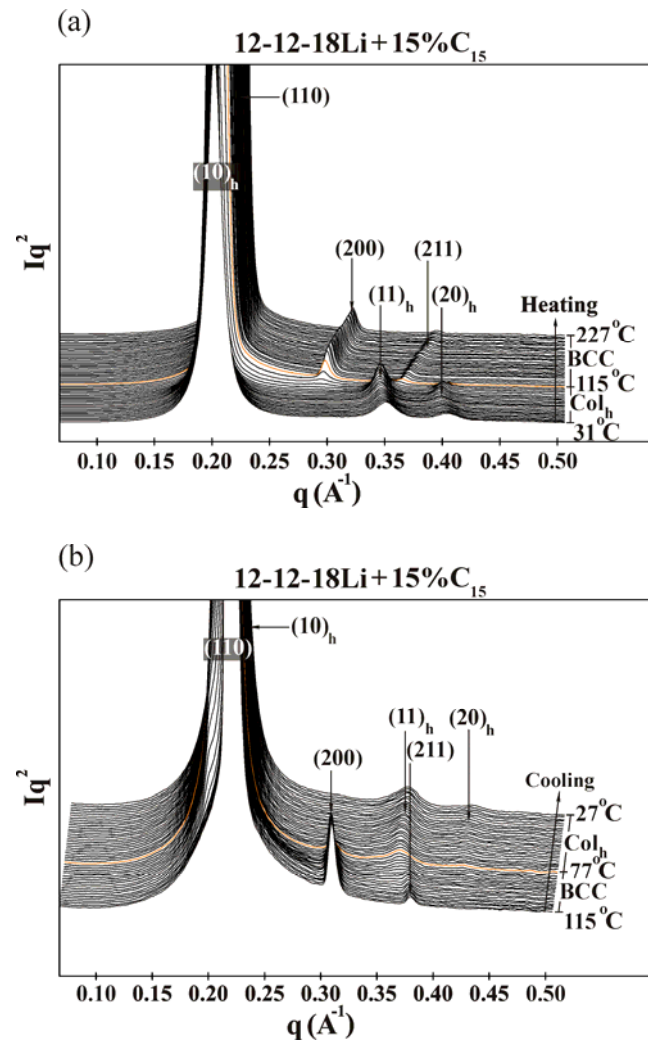 (a)
12-12-18Li+15%C₁₅
(110)
(10)ₕ
(200)
(211)
(11)ₕ
(20)ₕ
Heating
227°C
BCC
115°C
Colₕ
31°C
Iq²
0.10 0.15 0.20 0.25 0.30 0.35 0.40 0.45 0.50
q (A⁻¹)
(b)
12-12-18Li+15%C₁₅
(10)ₕ
(110)
(11)ₕ
(20)ₕ
(200)
(211)
Cooling
27°C
Colₕ
77°
BCC
115°C
Iq²
0.10 0.15 0.20 0.25 0.30 0.35 0.40 0.45 0.50
q (A⁻¹)